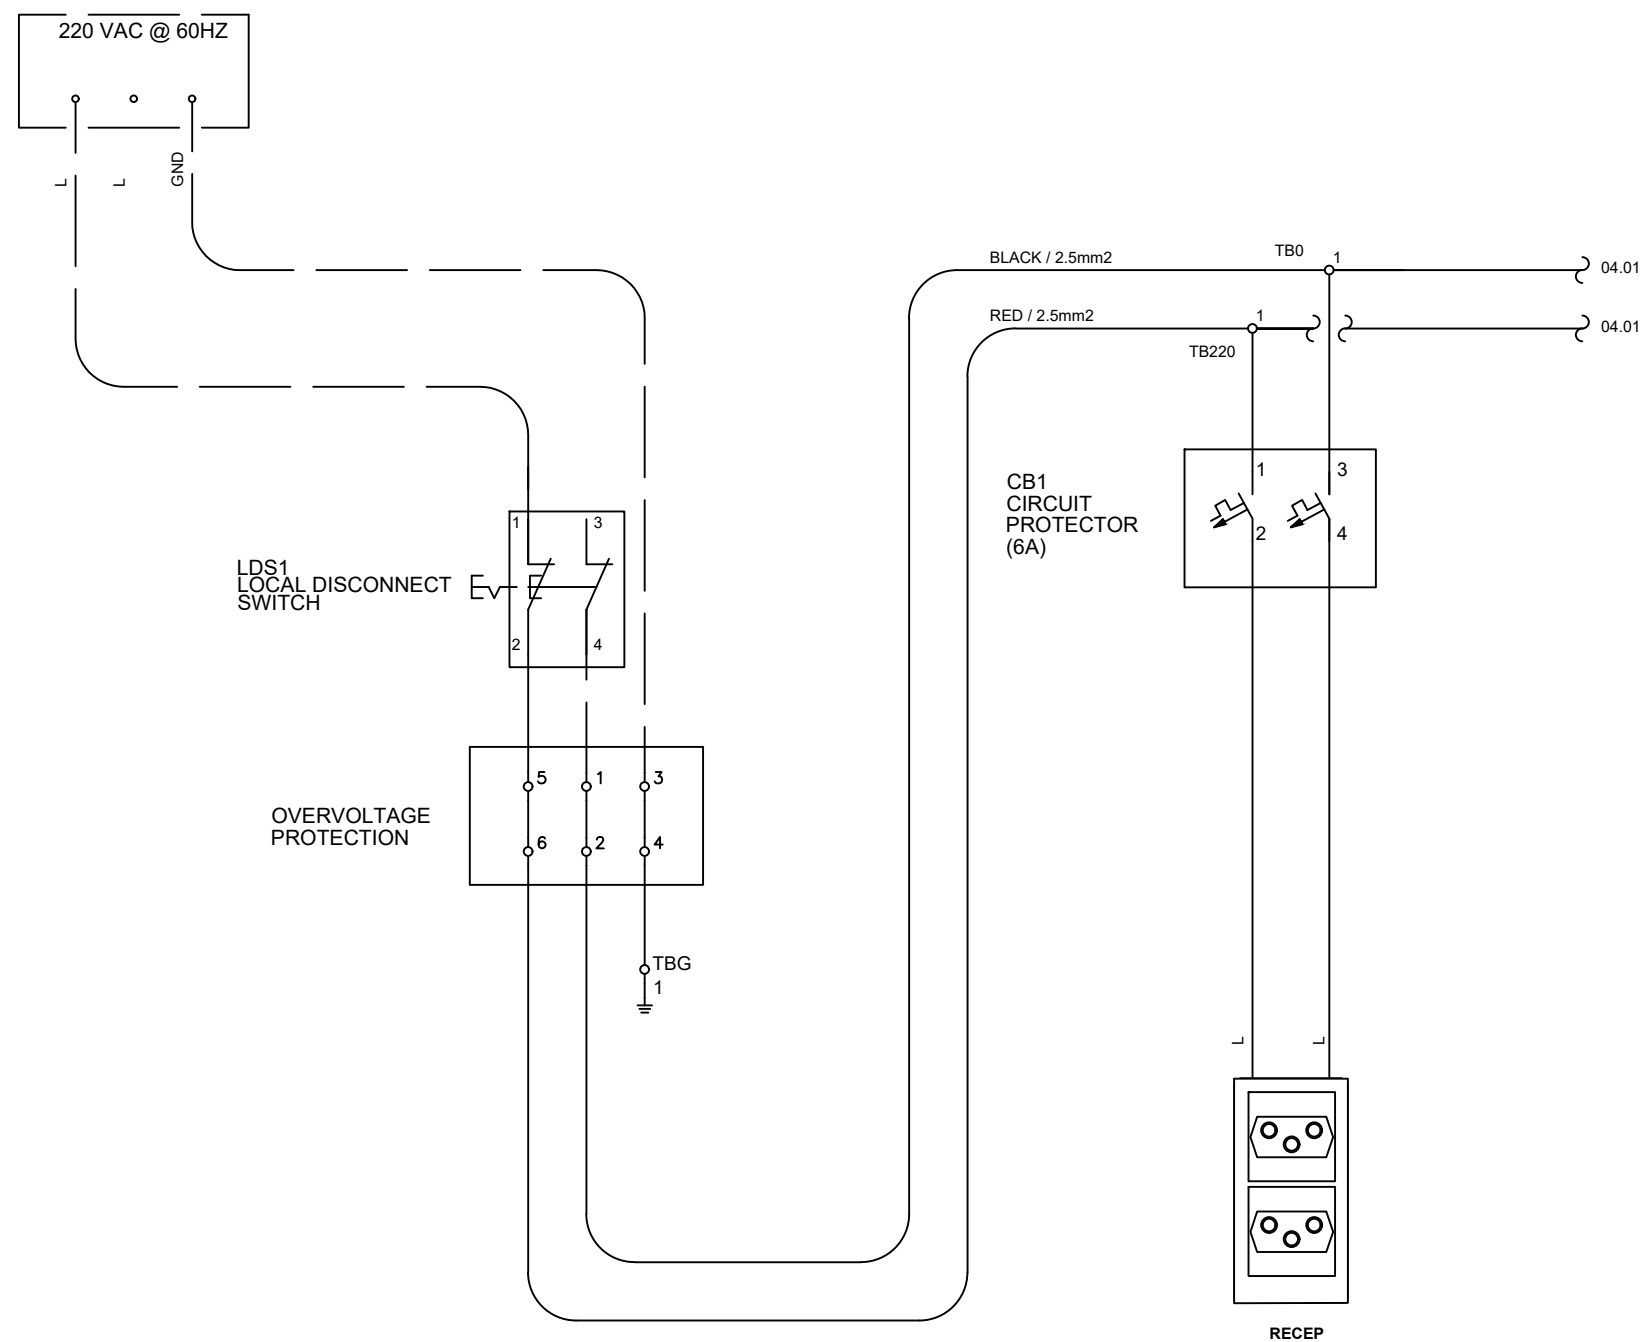 220 VAC @ 60HZ
L
L
GND
BLACK / 2.5mm2
TB0
1
04.01
RED / 2.5mm2
1
04.01
TB220
CB1
CIRCUIT
PROTECTOR
(6A)
1
3
2
4
LDS1
LOCAL DISCONNECT
SWITCH
1
3
2
4
OVERVOLTAGE
PROTECTION
5
1
3
6
2
4
TBG
1
L
L
RECEP